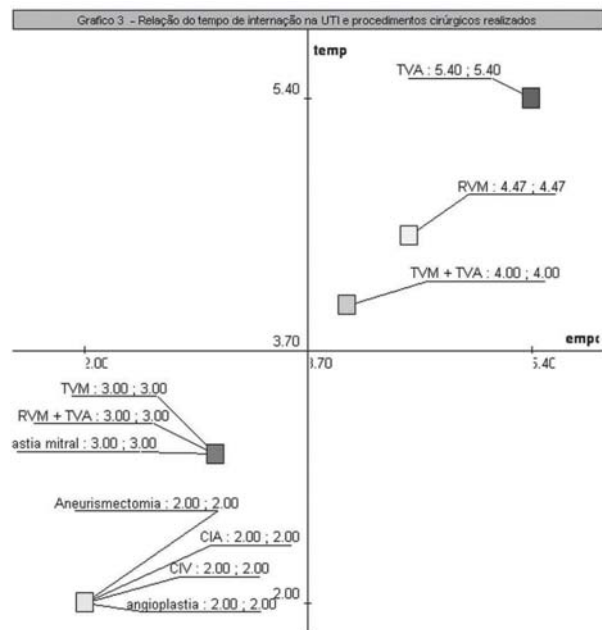 Grafico 3 - Relação do tempo de internação na UTI e procedimentos cirúrgicos realizados
temp
TVA : 5.40 ; 5.40
5.40
RVM : 4.47 ; 4.47
TVM + TVA : 4.00 ; 4.00
3.70
empo
2.00
3.70
5.40
TVM : 3.00 ; 3.00
RVM + TVA : 3.00 ; 3.00
astia mitral : 3.00 ; 3.00
Aneurismectomia : 2.00 ; 2.00
CIA : 2.00 ; 2.00
CIV : 2.00 ; 2.00
2.00
angioplastia : 2.00 ; 2.00